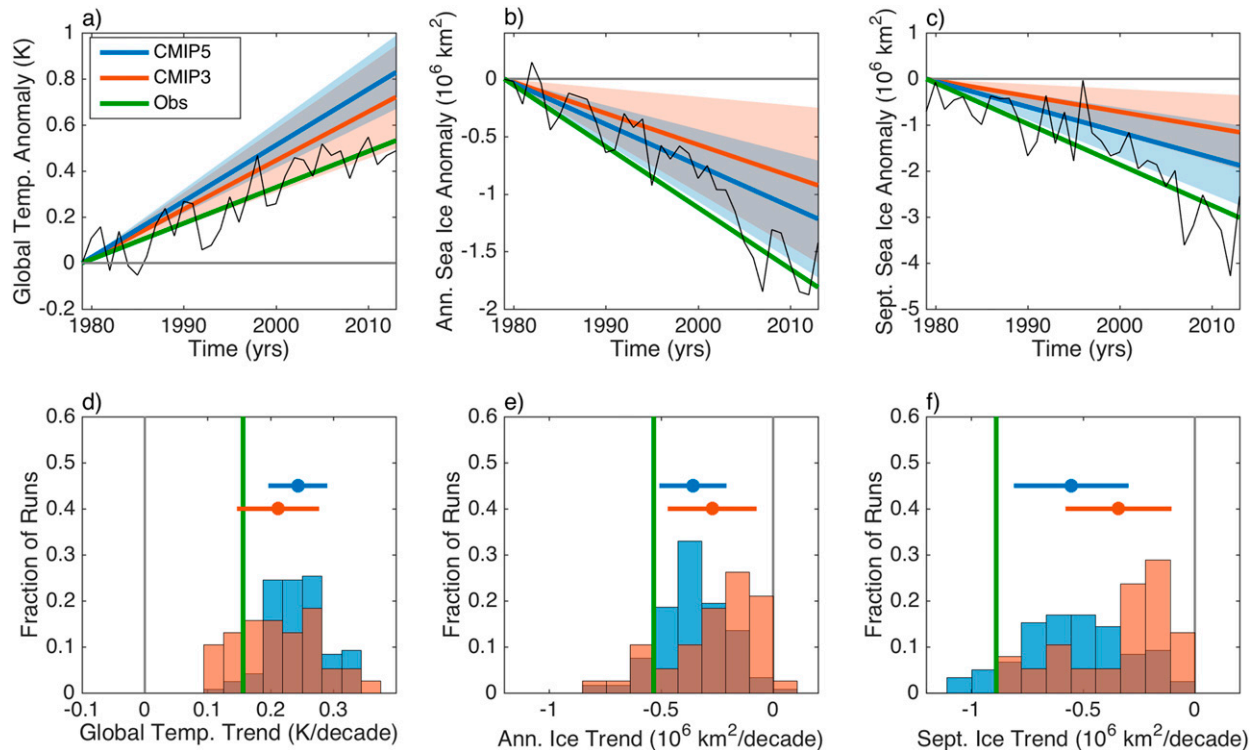 a)
Global Temp. Anomaly (K)
1
0.8
0.6
0.4
0.2
0
-0.2
CMIP5
CMIP3
Obs
1980 1990 2000 2010
Time (yrs)
b)
Ann. Sea Ice Anomaly (10⁶ km²)
0
-0.5
-1
-1.5
-2
1980 1990 2000 2010
Time (yrs)
c)
Sept. Sea Ice Anomaly (10⁶ km²)
1
0
-1
-2
-3
-4
-5
1980 1990 2000 2010
Time (yrs)
d)
Fraction of Runs
0.6
0.5
0.4
0.3
0.2
0.1
0
-0.1 0 0.1 0.2 0.3
Global Temp. Trend (K/decade)
e)
Fraction of Runs
0.6
0.5
0.4
0.3
0.2
0.1
0
-1 -0.5 0
Ann. Ice Trend (10⁶ km²/decade)
f)
Fraction of Runs
0.6
0.5
0.4
0.3
0.2
0.1
0
-1 -0.5 0
Sept. Ice Trend (10⁶ km²/decade)